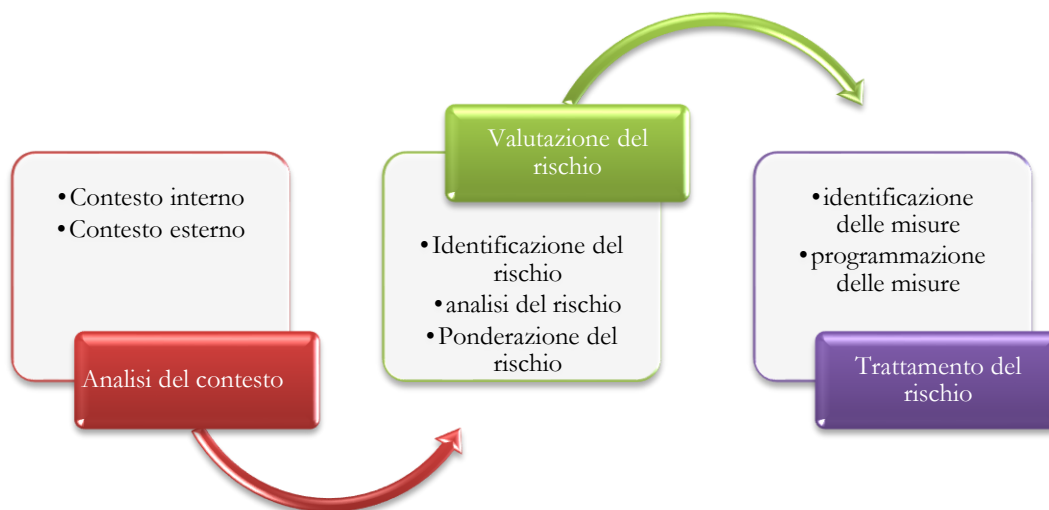 •Contesto interno
•Contesto esterno
Analisi del contesto
Valutazione del
rischio
•Identificazione del
rischio
•analisi del rischio
•Ponderazione del
rischio
•identificazione
delle misure
•programmazione
delle misure
Trattamento del
rischio